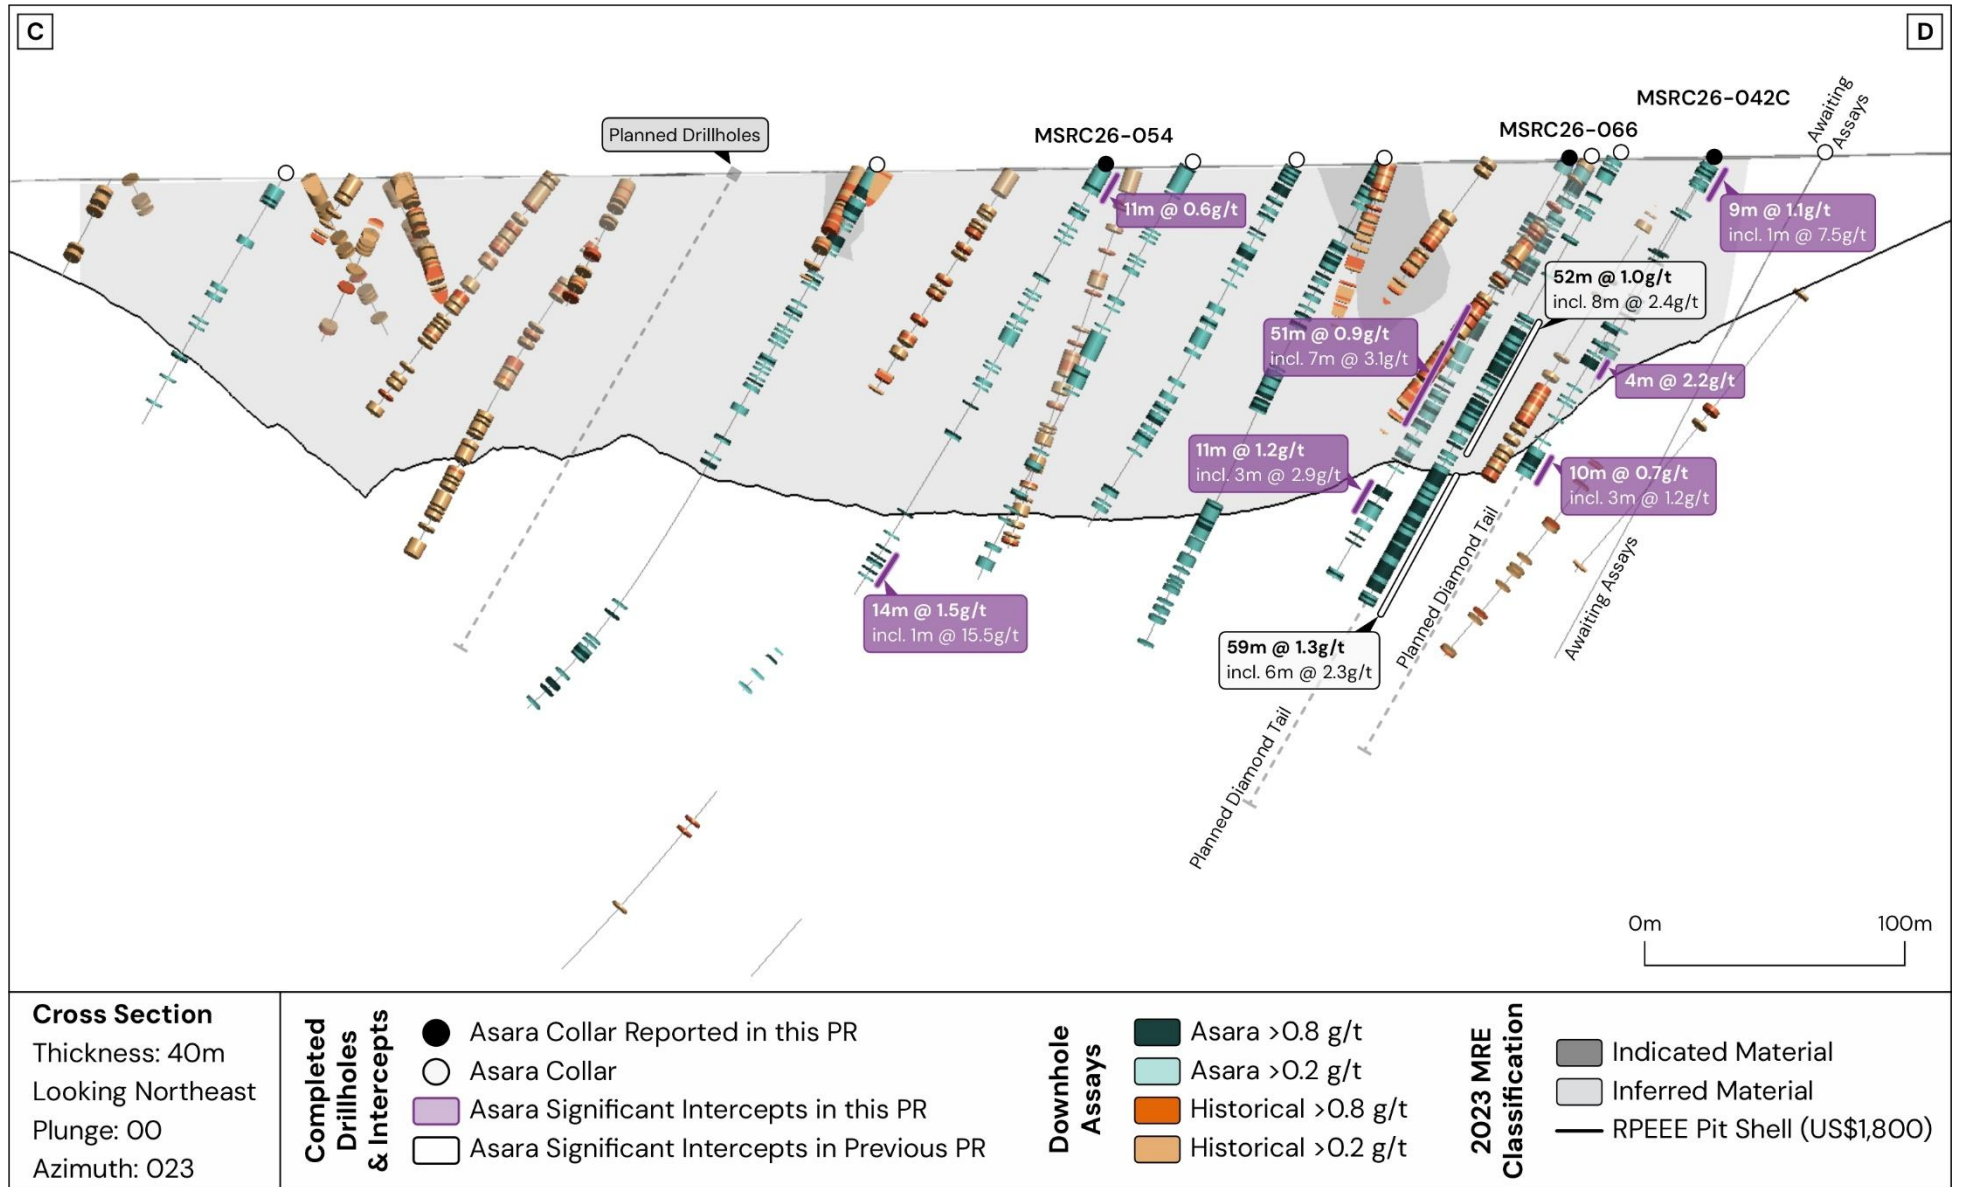 C
D
Awaiting
Assays
MSRC26-042C
MSRC26-066
MSRC26-054
Planned Drillholes
11m @ 0.6g/t
9m @ 1.1g/t
incl. 1m @ 7.5g/t
52m @ 1.0g/t
incl. 8m @ 2.4g/t
51m @ 0.9g/t
incl. 7m @ 3.1g/t
4m @ 2.2g/t
11m @ 1.2g/t
incl. 3m @ 2.9g/t
10m @ 0.7g/t
incl. 3m @ 1.2g/t
14m @ 1.5g/t
incl. 1m @ 15.5g/t
59m @ 1.3g/t
incl. 6m @ 2.3g/t
Planned Diamond Tail
Awaiting Assays
Planned Diamond Tail
0m
100m
Cross Section
Thickness: 40m
Looking Northeast
Plunge: 00
Azimuth: 023
Completed
Drillholes
& Intercepts
Asara Collar Reported in this PR
Asara Collar
Asara Significant Intercepts in this PR
Asara Significant Intercepts in Previous PR
Downhole
Assays
Asara >0.8 g/t
Asara >0.2 g/t
Historical >0.8 g/t
Historical >0.2 g/t
2023 MRE
Classification
Indicated Material
Inferred Material
RPEEE Pit Shell (US$1,800)